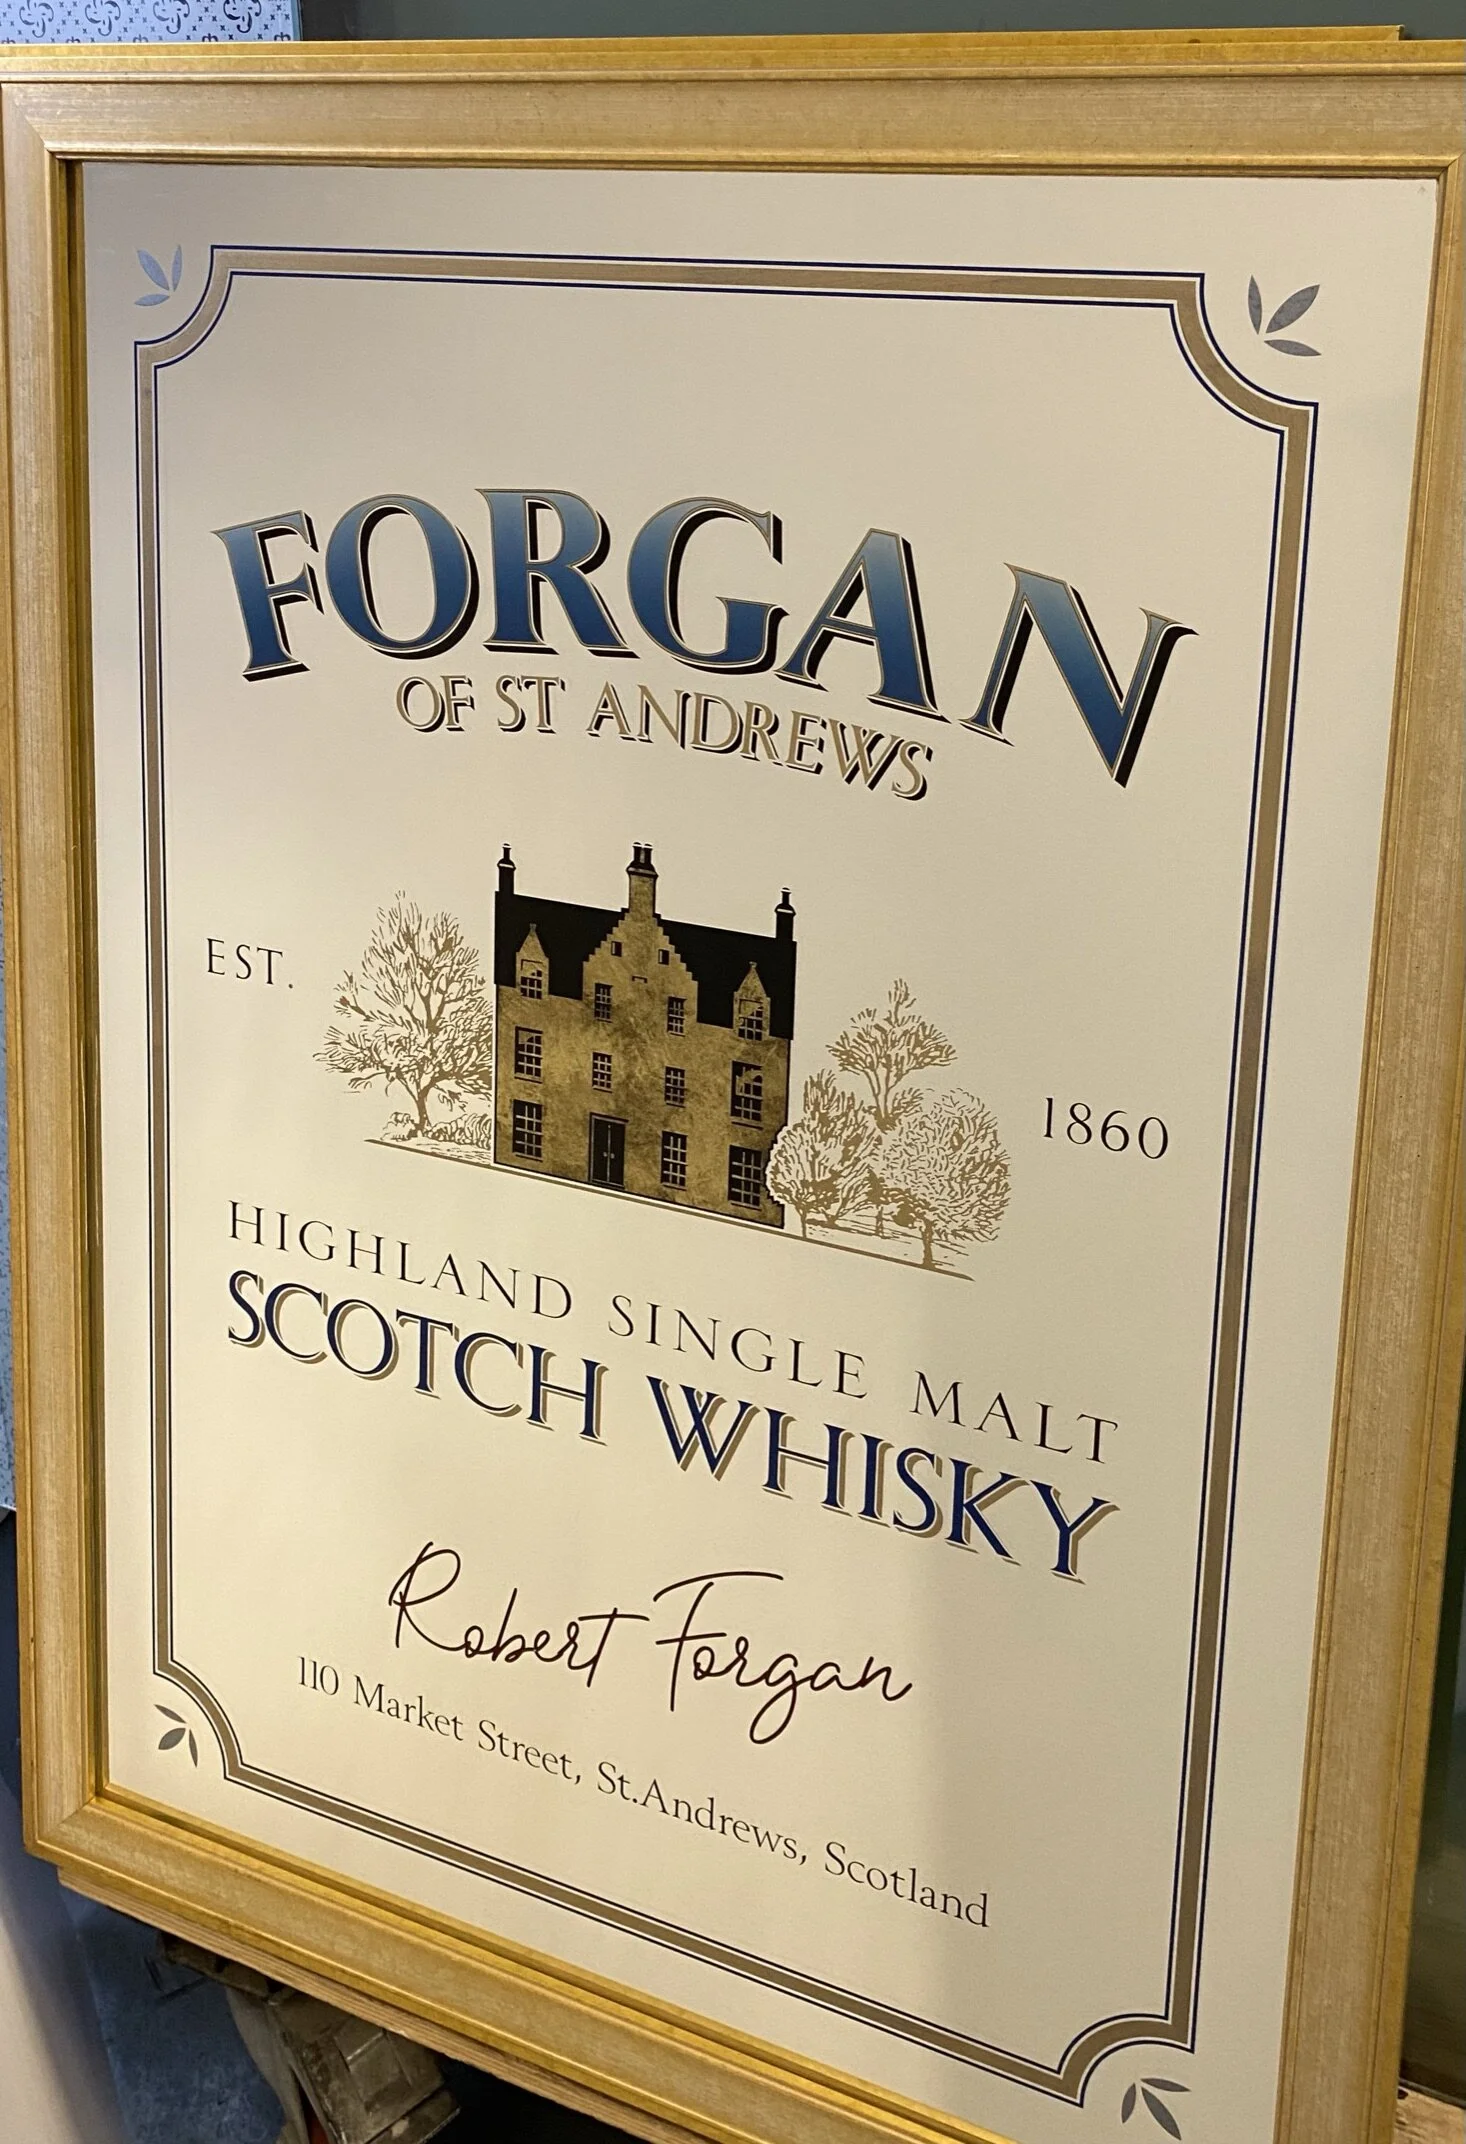 FORGAN
OF ST ANDREWS
EST. 1860
HIGHLAND SINGLE MALT
SCOTCH WHISKY
Robert Forgan
110 Market Street, St.Andrews, Scotland